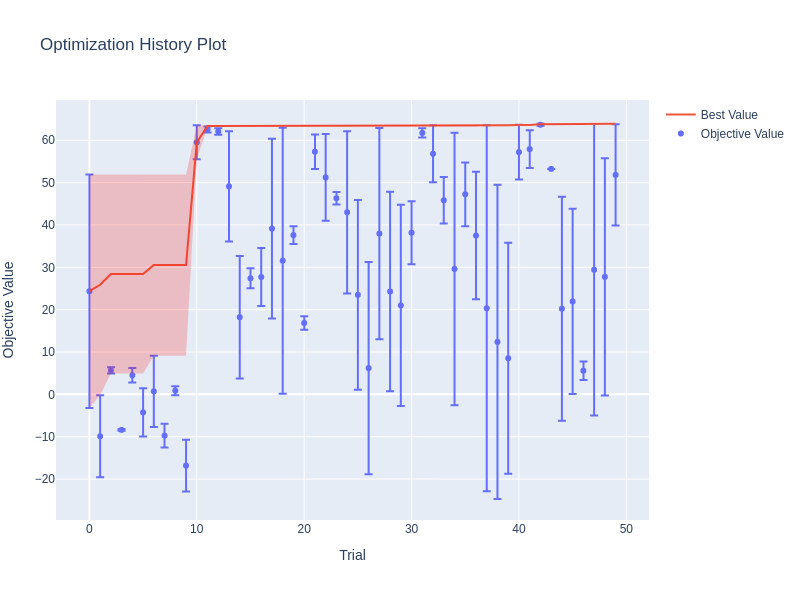 Optimization History Plot
Best Value
Objective Value
60
50
40
30
20
10
0
−10
−20
Objective Value
0 10 20 30 40 50
Trial